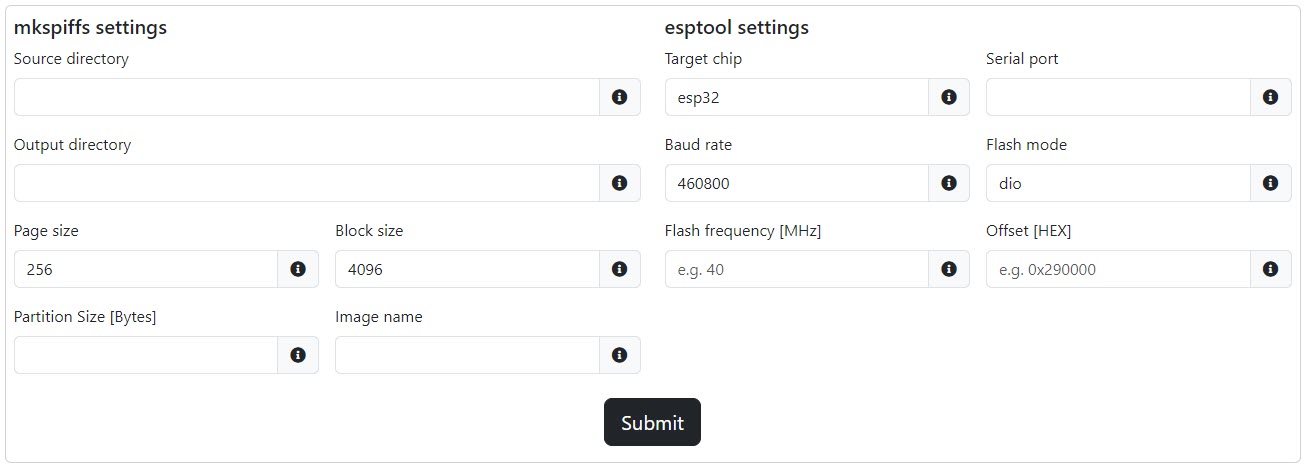 mkspiffs settings
esptool settings
Source directory
Target chip
Serial port
esp32
Output directory
Baud rate
Flash mode
460800
dio
Page size
Block size
Flash frequency [MHz]
Offset [HEX]
256
4096
e.g. 40
e.g. 0x290000
Partition Size [Bytes]
Image name
Submit